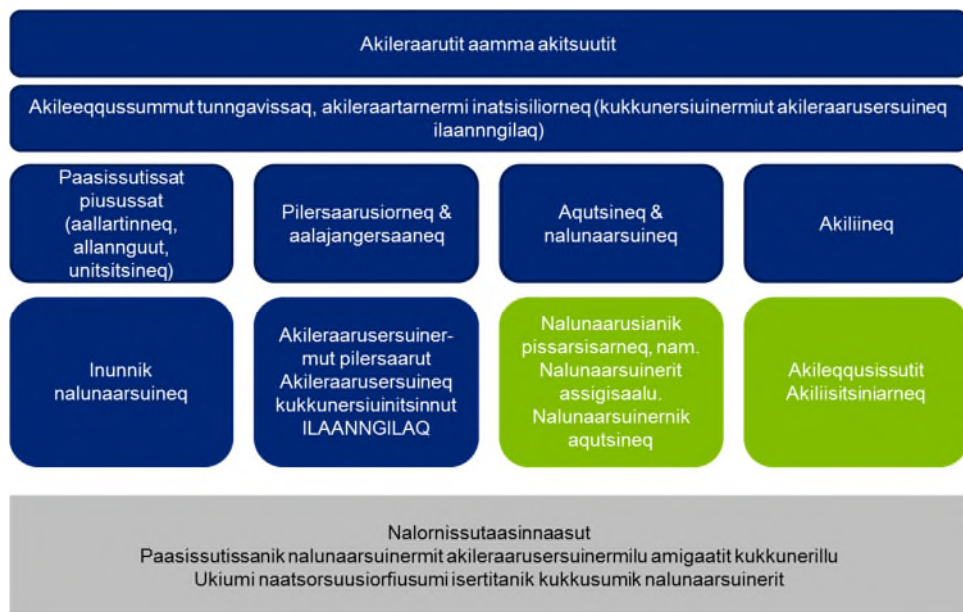 Akileraarutit aamma akitsuutit
Akileeqqussummut tunngavissaq, akileraartarnermi inatsisiliorneq (kukkunersiuinermiut akileraarusersuineq
ilaannngilaq)
Paasissutissat
piusussat
(aallartinneq,
allannguut,
unitsitsineq)
Pilersaarusiorneq &
aalajangersaaneq
Aqutsineq &
nalunaarsuineq
Akiliineq
Inunnik
nalunaarsuineq
Akileraarusersuiner-
mut pilersaarut
Akileraarusersuineq
kukkunersiuinitsinnut
ILAANNGILAQ
Nalunaarusianik
pissarsisarneq, nam.
Nalunaarsuinerit
assigisaalu.
Nalunaarsuinernik
aqutsineq
Akileqqusissutit
Akiliisitsiniarneq
Nalornissutaasinnaasut
Paasissutissanik nalunaarsuinermit akileraarusersuinermilu amigaatit kukkunerillu
Ukiumi naatsorsuusiorfiusumi isertitanik kukkusumik nalunaarsuinerit